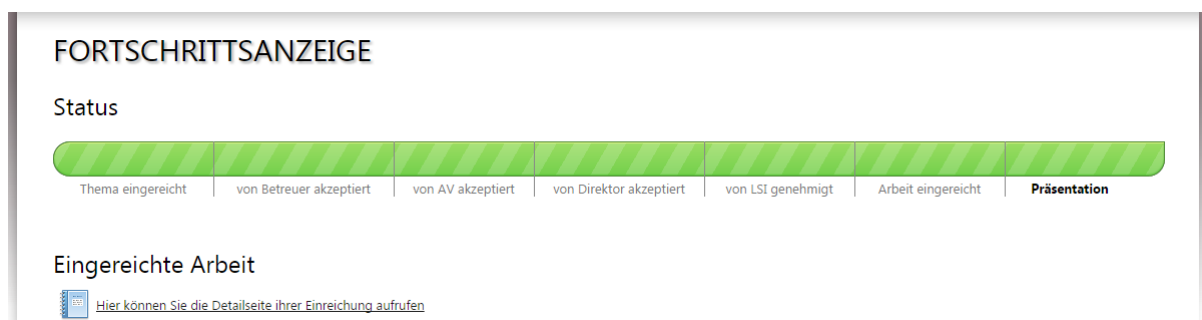 FORTSCHRITTSANZEIGE
Status
Thema eingereicht von Betreuer akzeptiert von AV akzeptiert von Direktor akzeptiert von LSI genehmigt Arbeit eingereicht Präsentation
Eingereichte Arbeit
Hier können Sie die Detailseite ihrer Einreichung aufrufen